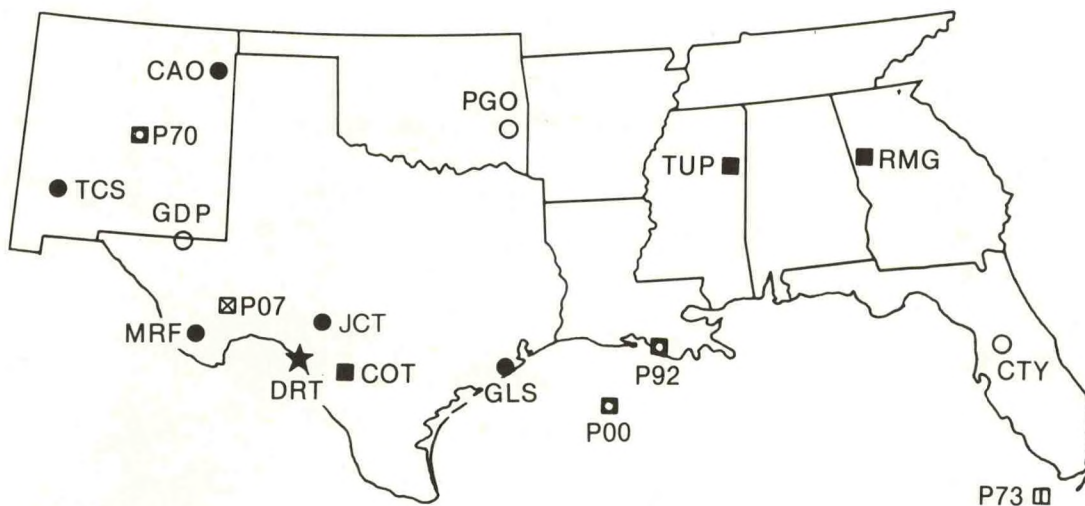 CAO
PGO
P70
TUP
RMG
TCS
GDP
P07
MRF
JCT
COT
DRT
GLS
P92
CTY
P00
P73